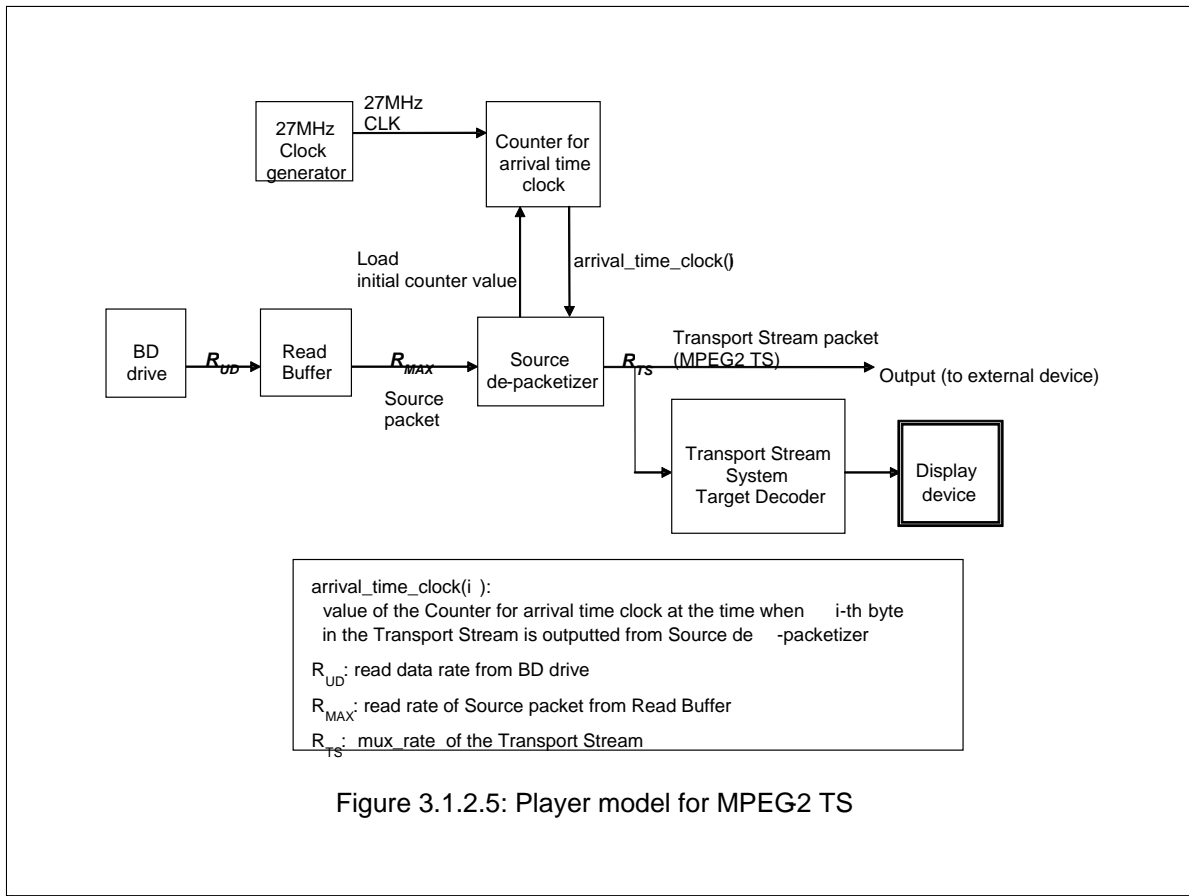 27MHz
CLK
27MHz
Clock
generator
Counter for
arrival time
clock
Load
initial counter value
arrival_time_clock(i)
BD
drive
R_UD
Read
Buffer
R_MAX
Source
packet
Source
de-packetizer
R_TS
Transport Stream packet
(MPEG2 TS)
Output (to external device)
Transport Stream
System
Target Decoder
Display
device
arrival_time_clock(i ):
value of the Counter for arrival time clock at the time when i-th byte
in the Transport Stream is outputted from Source de -packetizer
R_UD: read data rate from BD drive
R_MAX: read rate of Source packet from Read Buffer
R_TS: mux_rate of the Transport Stream
Figure 3.1.2.5: Player model for MPEG-2 TS